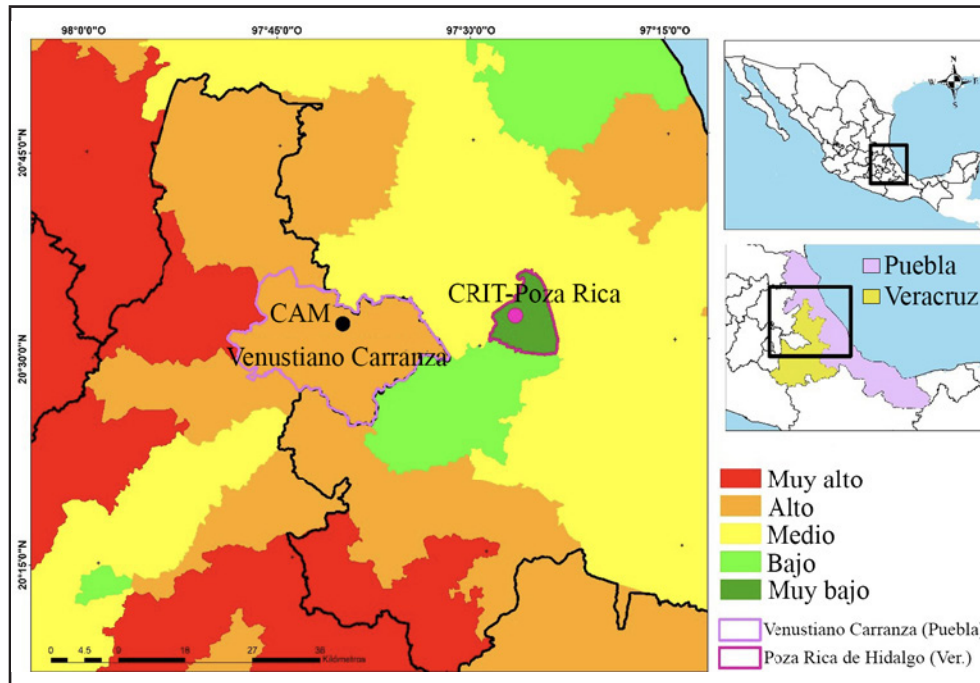 98°0'0"O 97°45'0"O 97°30'0"O 97°15'0"O
20°45'0"N
20°30'0"N
20°15'0"N
CRIT-Poza Rica
CAM
Venustiano Carranza
0 4.5 9 18 27 36
Kilómetros
N
W E
S
Puebla
Veracruz
Muy alto
Alto
Medio
Bajo
Muy bajo
Venustiano Carranza (Puebla)
Poza Rica de Hidalgo (Ver.)